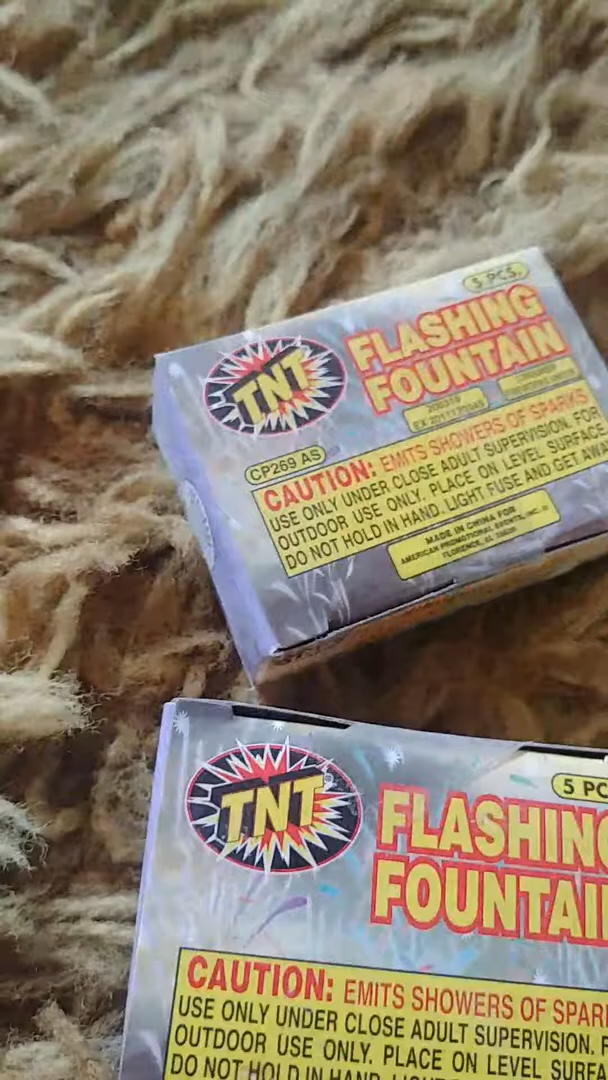 5 PCS.
TNT
FLASHING
FOUNTAIN
CP269 AS
CAUTION: EMITS SHOWERS OF SPARKS
USE ONLY UNDER CLOSE ADULT SUPERVISION. FOR
OUTDOOR USE ONLY. PLACE ON LEVEL SURFACE
DO NOT HOLD IN HAND. LIGHT FUSE AND GET AWA
MADE IN CHINA FOR
AMERICAN PROMOTIONAL EVENTS, INC.
FLORENCE, AL
5 PC
TNT
FLASHING
FOUNTAI
CAUTION: EMITS SHOWERS OF SPAR
USE ONLY UNDER CLOSE ADULT SUPERVISION. F
OUTDOOR USE ONLY. PLACE ON LEVEL SURFA
DO NOT HOLD IN HAND. LIGHT